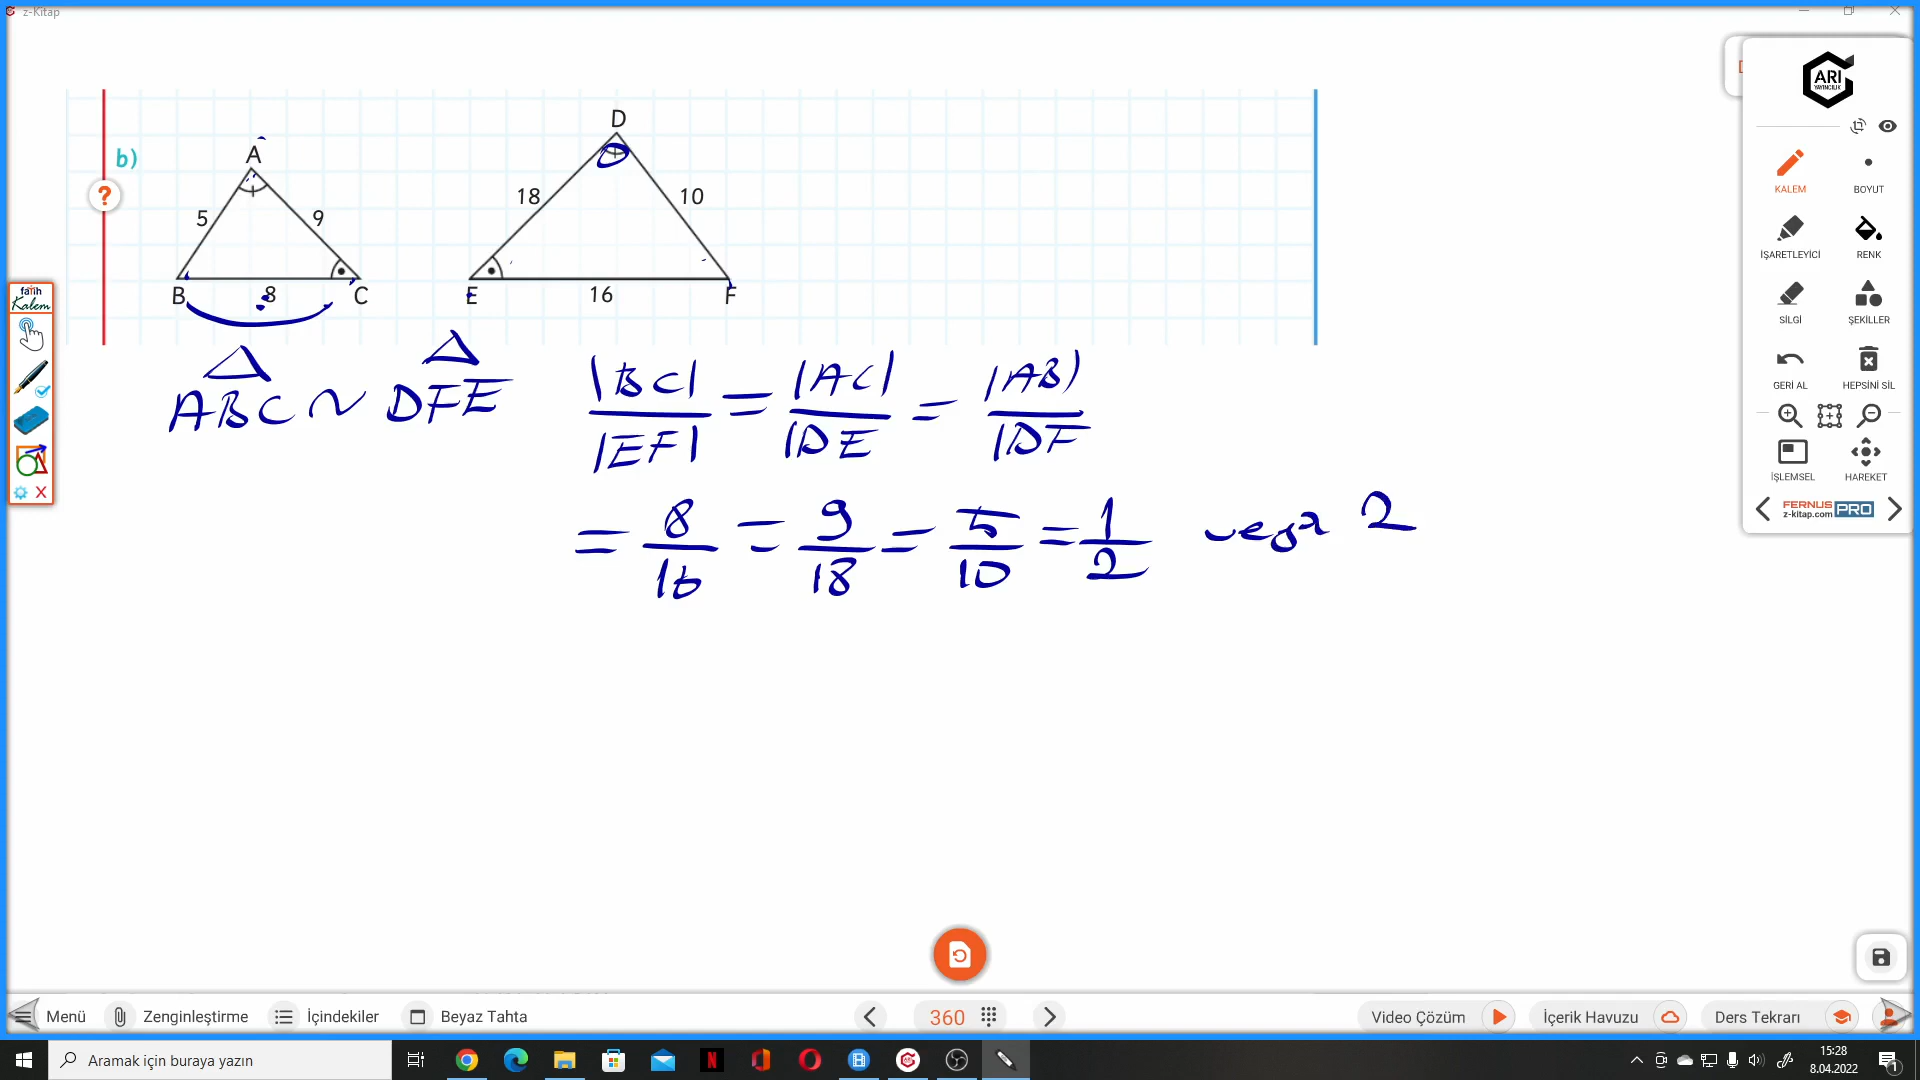 z-Kitap
b)
A
D
5
9
18
10
B
8
C
E
16
F
ABC ~ DFE
|BC| / |EF| = |AC| / |DE = |AB| / |DF
= 8/16 = 9/18 = 5/10 = 1/2 veya 2
fatih
Kalem
ARI
YAYINCILIK
KALEM
BOYUT
İŞARETLEYİCİ
RENK
SİLGİ
ŞEKİLLER
GERİ AL
HEPSİNİ SİL
İŞLEMSEL
HAREKET
FERNUS
z-kitap.com PRO
Menü
Zenginleştirme
İçindekiler
Beyaz Tahta
360
Video Çözüm
İçerik Havuzu
Ders Tekrarı
Aramak için buraya yazın
15:28
8.04.2022